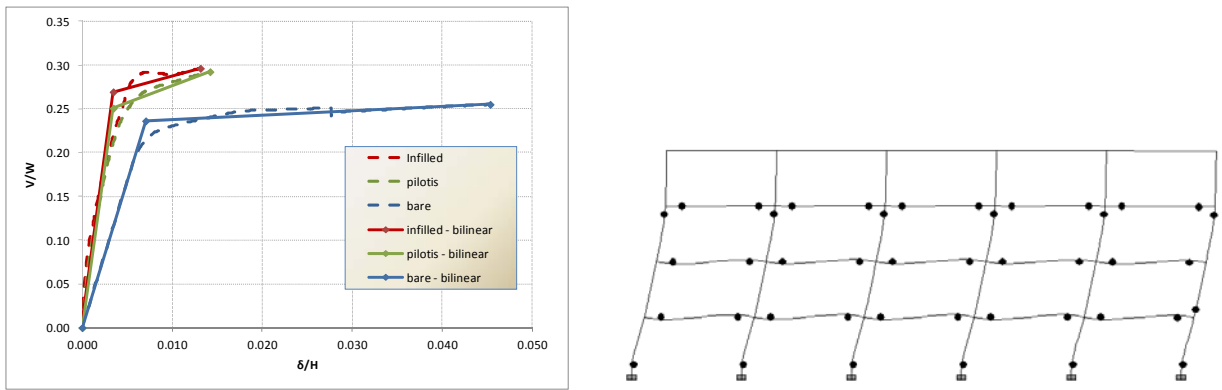 0.35
0.30
0.25
0.20
0.15
0.10
0.05
0.00
V/W
0.000 0.010 0.020 0.030 0.040 0.050
δ/H
Infilled
pilotis
bare
infilled - bilinear
pilotis - bilinear
bare - bilinear